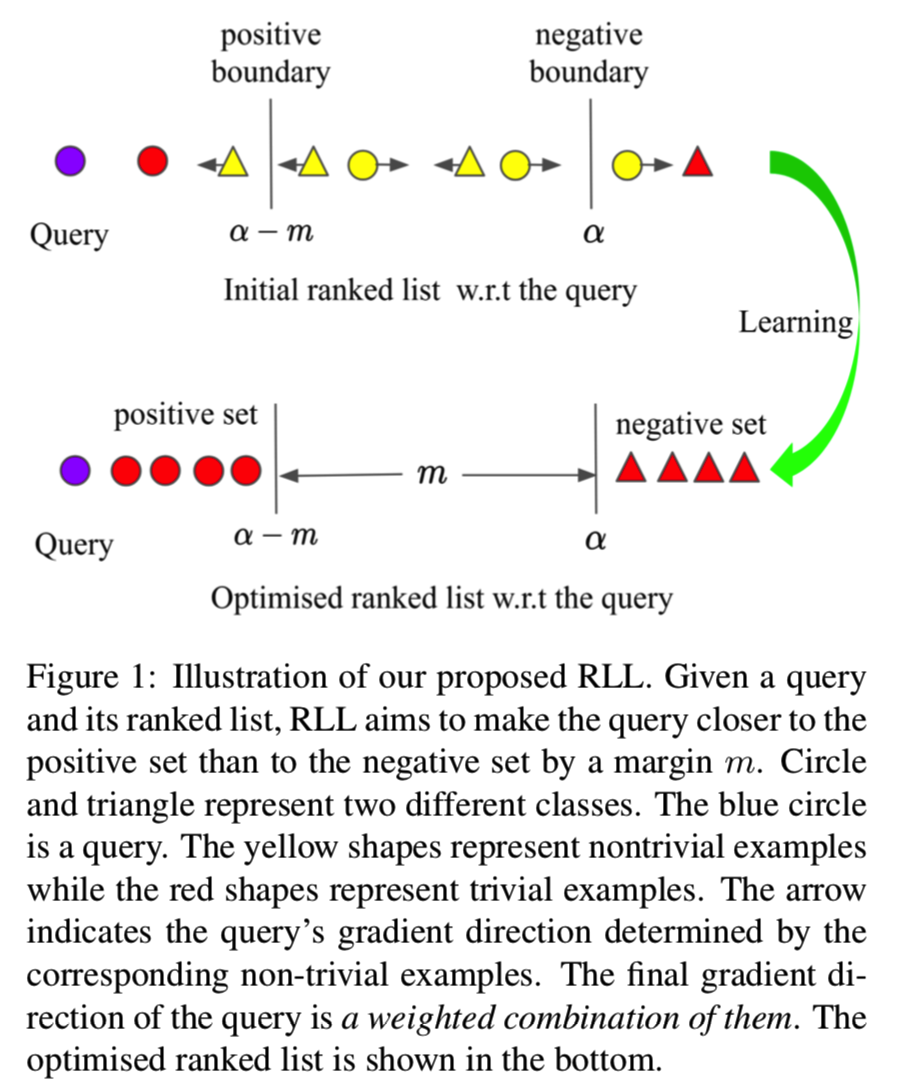 positive
boundary
negative
boundary
Query
α − m
α
Initial ranked list w.r.t the query
Learning
positive set
negative set
m
Query
α − m
α
Optimised ranked list w.r.t the query
Figure 1: Illustration of our proposed RLL. Given a query
and its ranked list, RLL aims to make the query closer to the
positive set than to the negative set by a margin m. Circle
and triangle represent two different classes. The blue circle
is a query. The yellow shapes represent nontrivial examples
while the red shapes represent trivial examples. The arrow
indicates the query's gradient direction determined by the
corresponding non-trivial examples. The final gradient di-
rection of the query is a weighted combination of them. The
optimised ranked list is shown in the bottom.